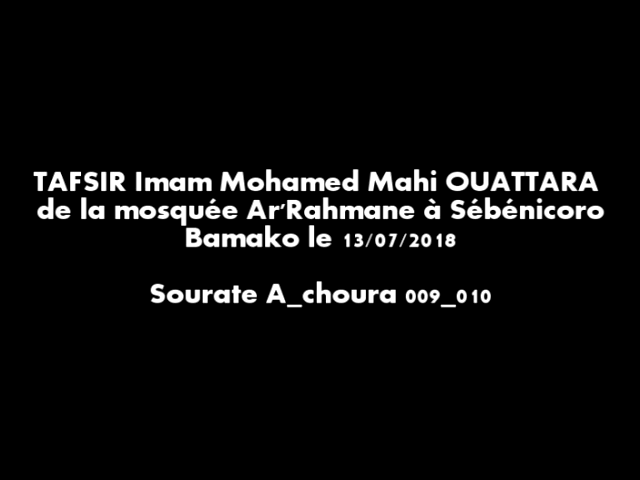 TAFSIR Imam Mohamed Mahi OUATTARA
de la mosquée Ar'Rahmane à Sébénicoro
Bamako le 13/07/2018
Sourate A_choura 009_010